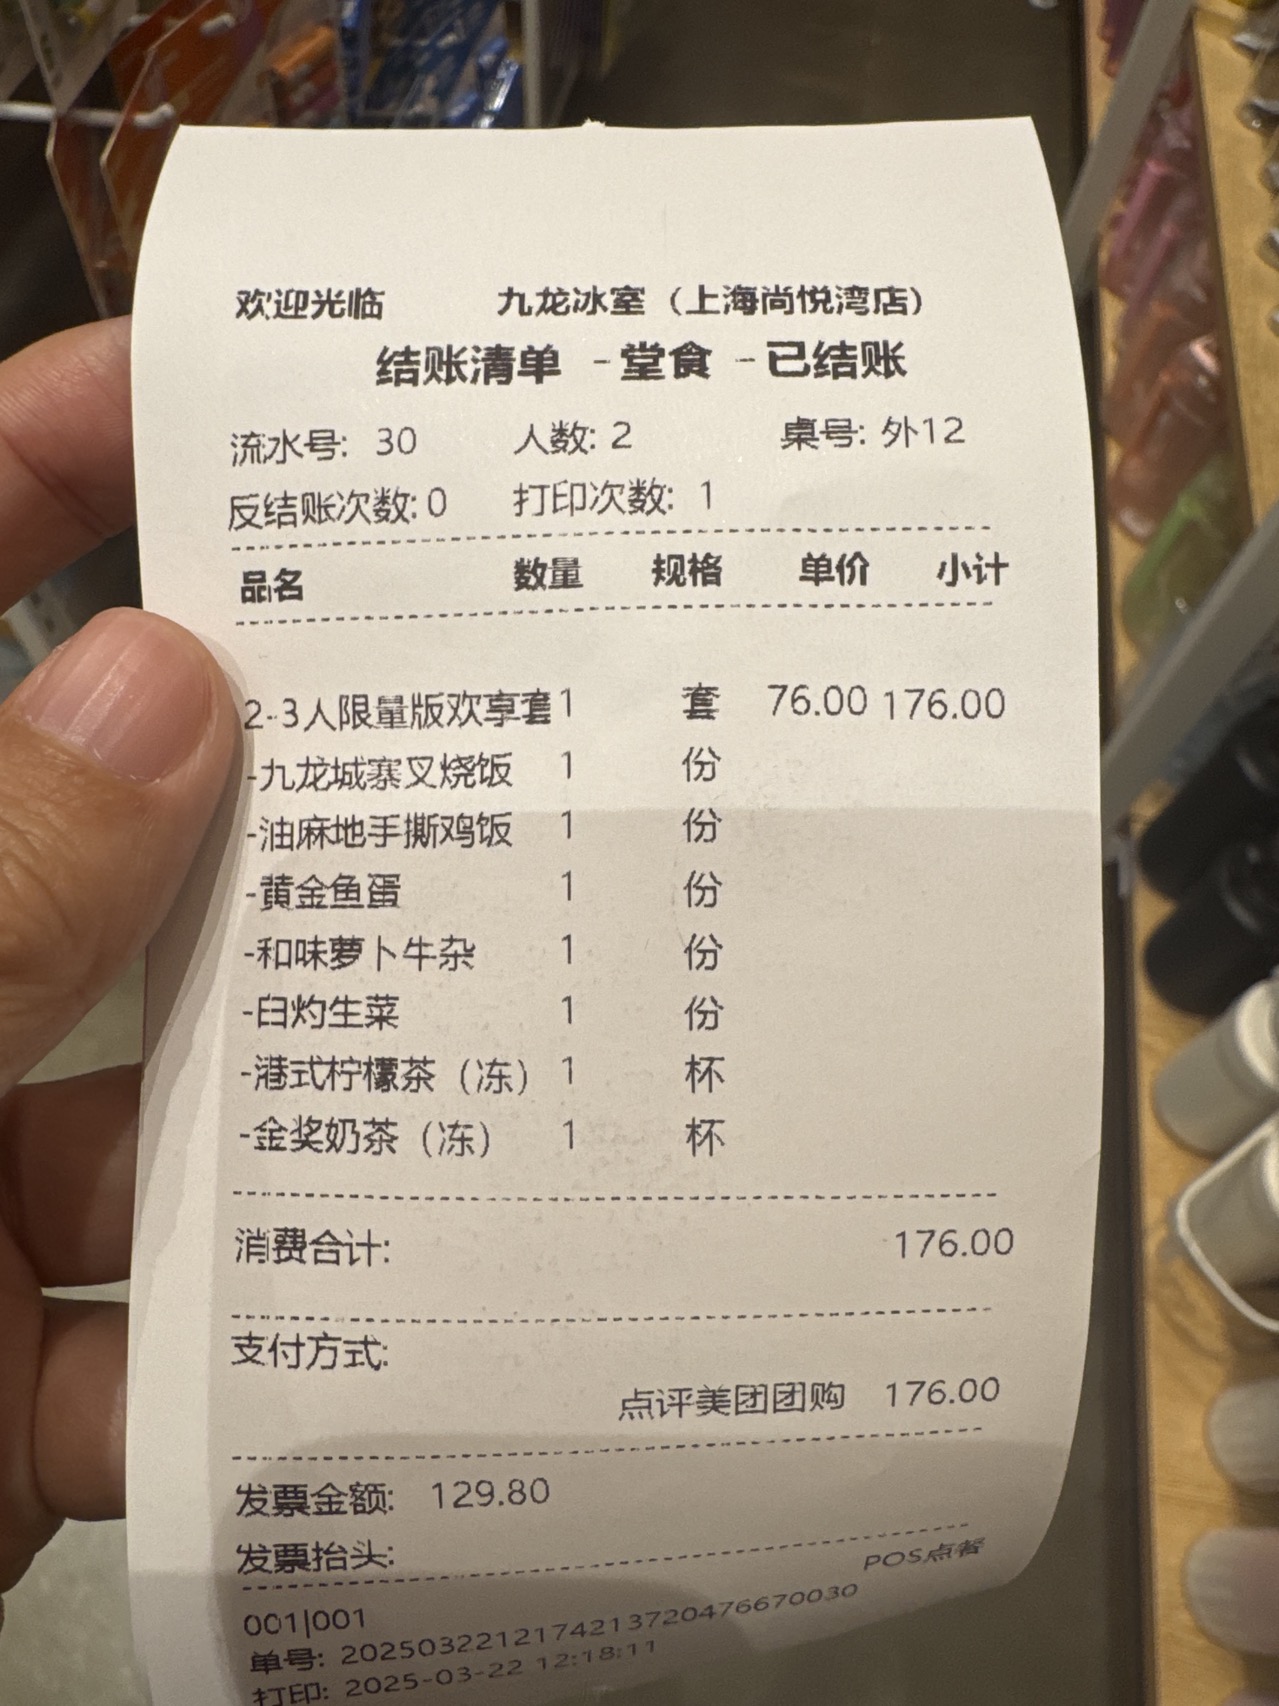 欢迎光临 九龙冰室（上海尚悦湾店）
结账清单 -堂食 -已结账
流水号: 30 人数: 2 桌号: 外12
反结账次数: 0 打印次数: 1
品名 数量 规格 单价 小计
2-3人限量版欢享套 1 套 76.00 176.00
-九龙城寨叉烧饭 1 份
-油麻地手撕鸡饭 1 份
-黄金鱼蛋 1 份
-和味萝卜牛杂 1 份
-白灼生菜 1 份
-港式柠檬茶（冻） 1 杯
-金奖奶茶（冻） 1 杯
消费合计: 176.00
支付方式:
点评美团团购 176.00
发票金额: 129.80
发票抬头:
POS点餐
001|001
单号: 2025032212174213720476670030
打印: 2025-03-22 12:18:11